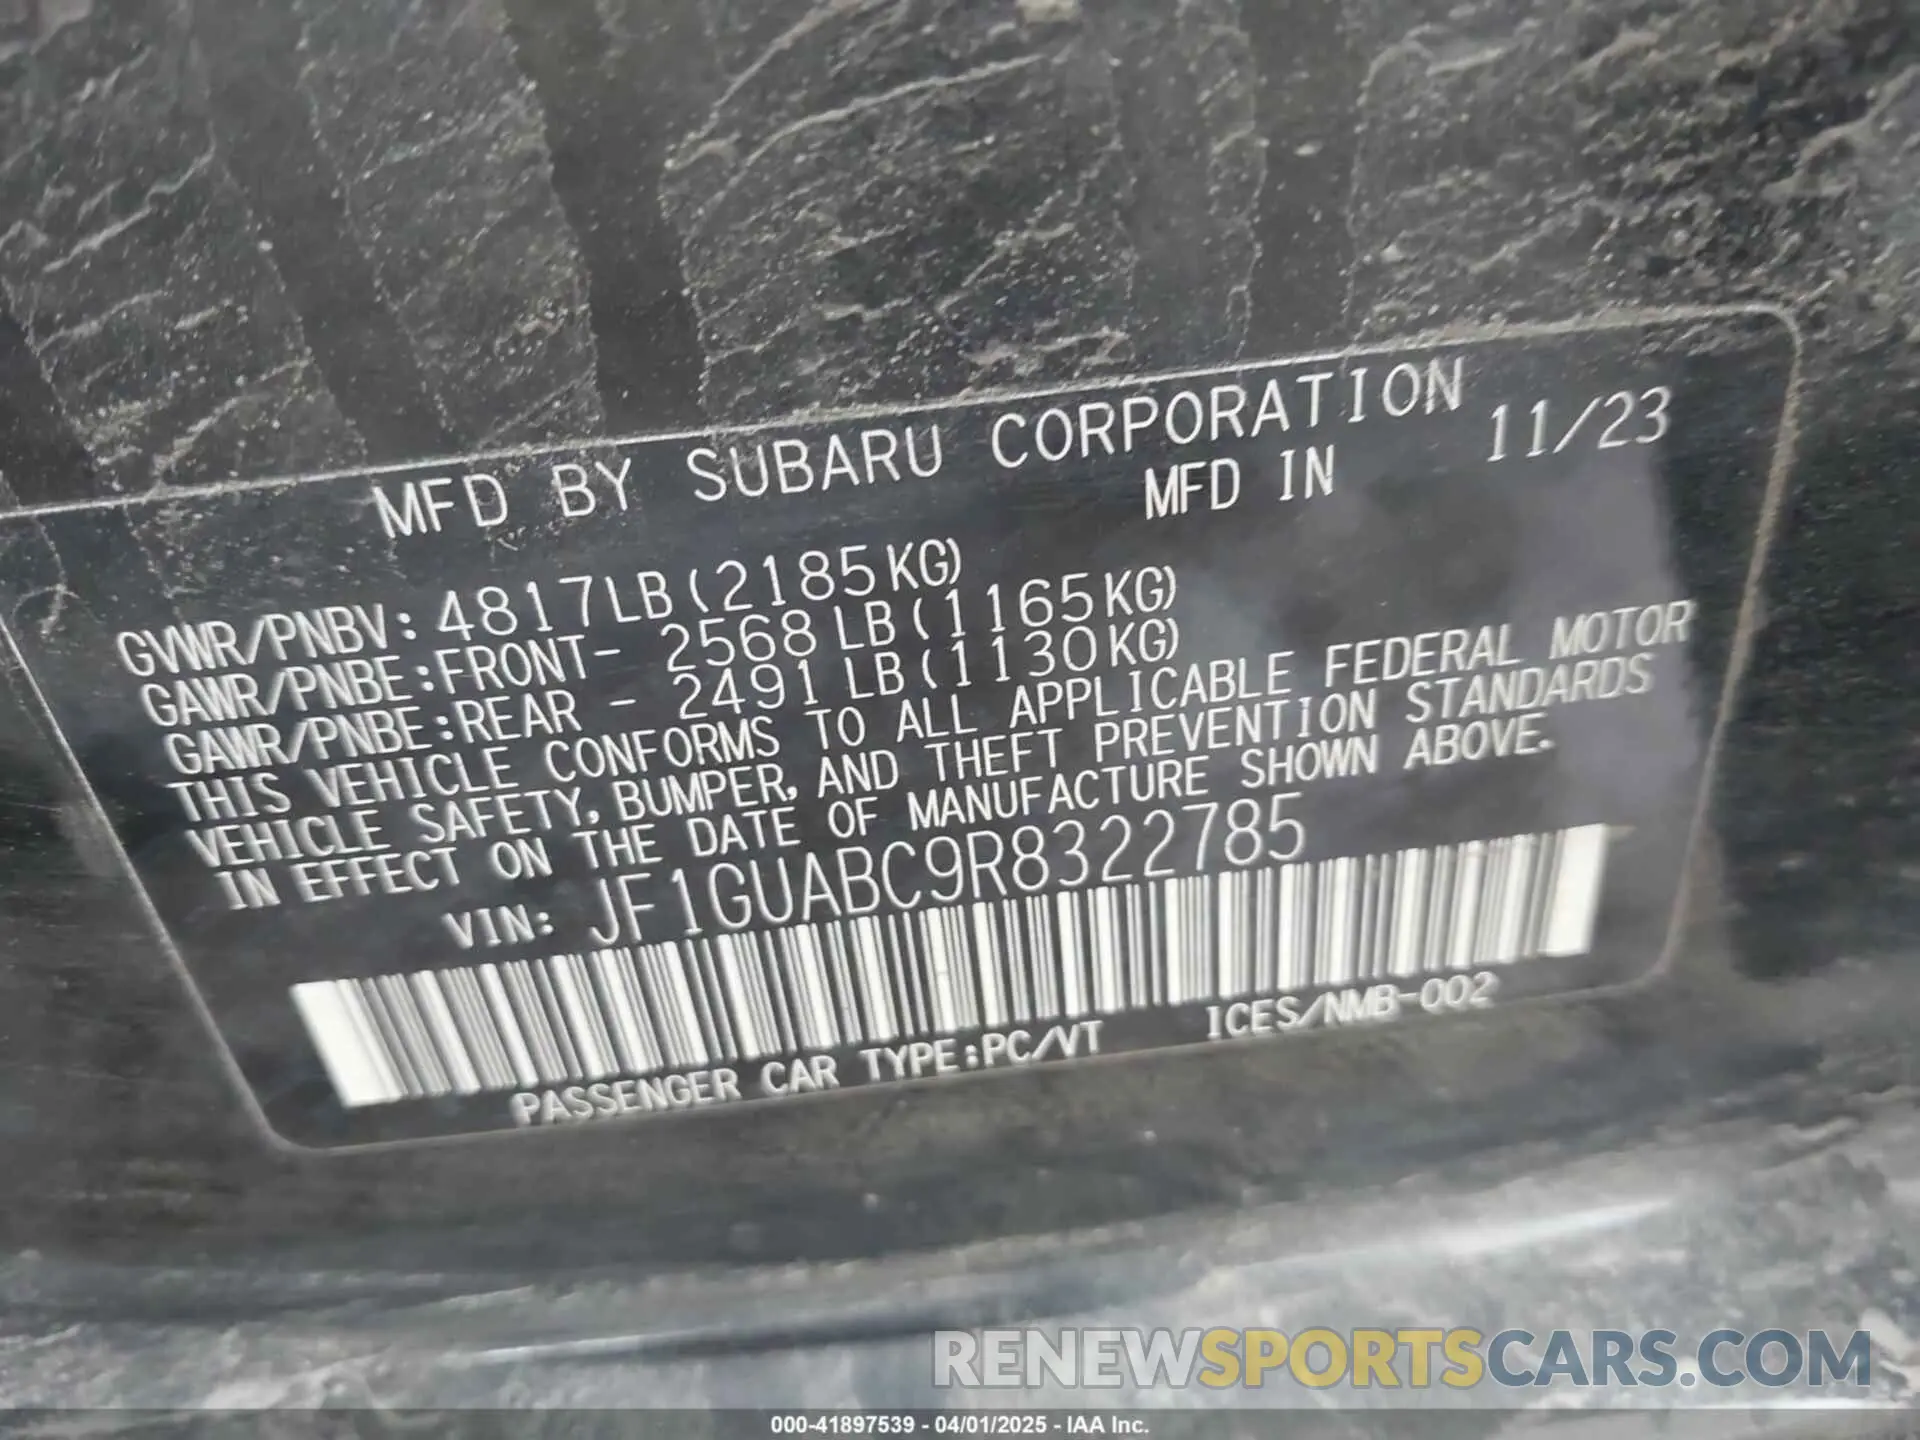 MFD BY SUBARU CORPORATION
MFD IN 11/23
GVWR/PNBV: 4817LB (2185KG)
GAWR/PNBE:FRONT- 2568 LB (1165KG)
GAWR/PNBE:REAR - 2491 LB (1130KG)
THIS VEHICLE CONFORMS TO ALL APPLICABLE FEDERAL MOTOR
VEHICLE SAFETY, BUMPER, AND THEFT PREVENTION STANDARDS
IN EFFECT ON THE DATE OF MANUFACTURE SHOWN ABOVE.
VIN: JF1GUABC9R8322785
PASSENGER CAR TYPE:PC/VT ICES/NMB-002
RENEWSPORTSCARS.COM
000-41897539 - 04/01/2025 - IAA Inc.